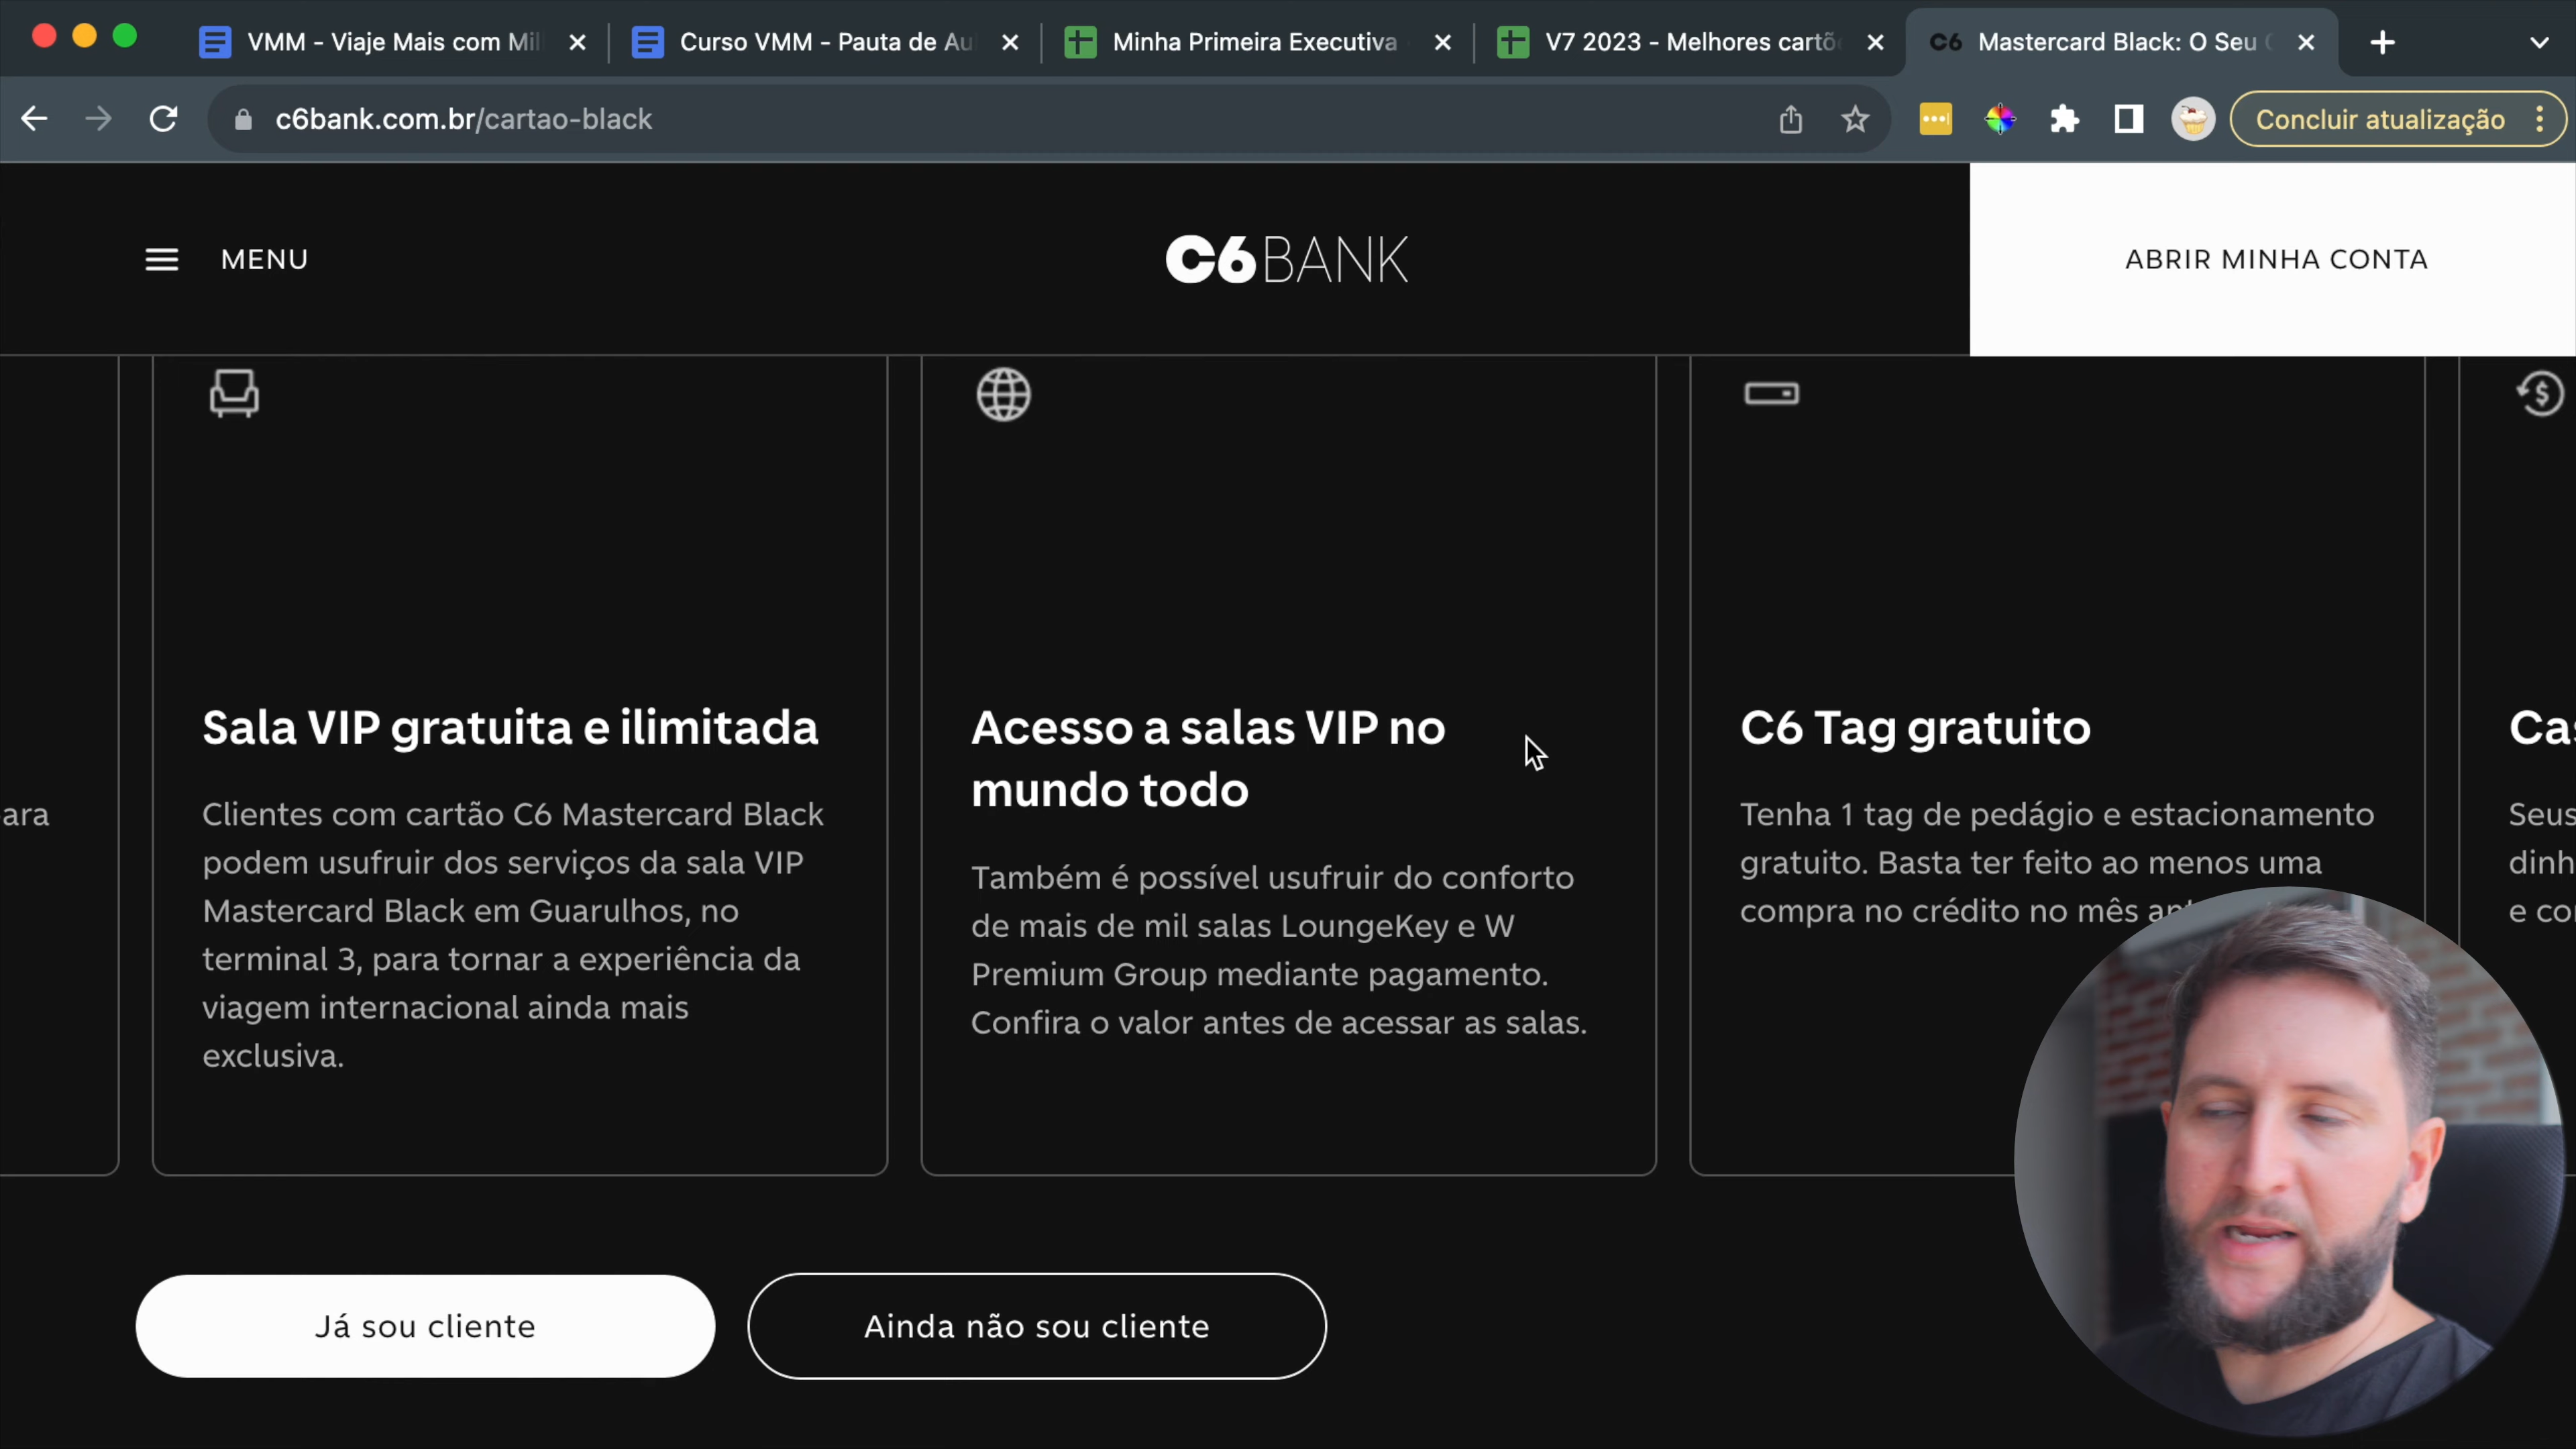 VMM - Viaje Mais com Mil
Curso VMM - Pauta de Au
Minha Primeira Executiva
V7 2023 - Melhores cartõ
C6 Mastercard Black: O Seu
c6bank.com.br/cartao-black
Concluir atualização
MENU
C6BANK
ABRIR MINHA CONTA
ara
Sala VIP gratuita e ilimitada
Clientes com cartão C6 Mastercard Black
podem usufruir dos serviços da sala VIP
Mastercard Black em Guarulhos, no
terminal 3, para tornar a experiência da
viagem internacional ainda mais
exclusiva.
Acesso a salas VIP no
mundo todo
Também é possível usufruir do conforto
de mais de mil salas LoungeKey e W
Premium Group mediante pagamento.
Confira o valor antes de acessar as salas.
C6 Tag gratuito
Tenha 1 tag de pedágio e estacionamento
gratuito. Basta ter feito ao menos uma
compra no crédito no mês ant
Cas
Seus
dinh
e co
Já sou cliente
Ainda não sou cliente